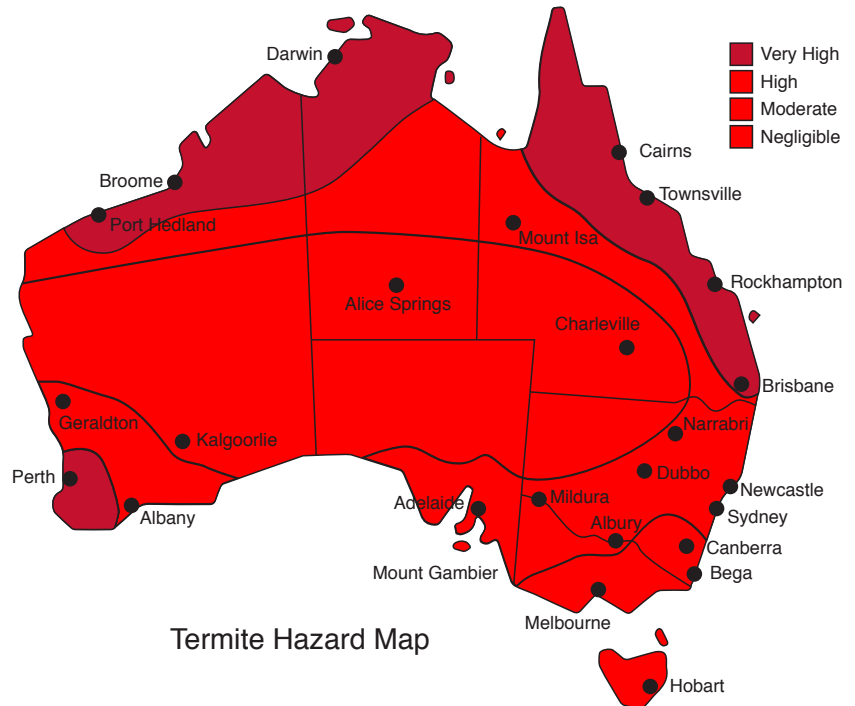 Darwin
Very High
High
Moderate
Negligible
Cairns
Broome
Townsville
Port Hedland
Mount Isa
Rockhampton
Alice Springs
Charleville
Brisbane
Geraldton
Narrabri
Kalgoorlie
Perth
Dubbo
Newcastle
Mildura
Adelaide
Albany
Sydney
Albury
Canberra
Mount Gambier
Bega
Melbourne
Termite Hazard Map
Hobart